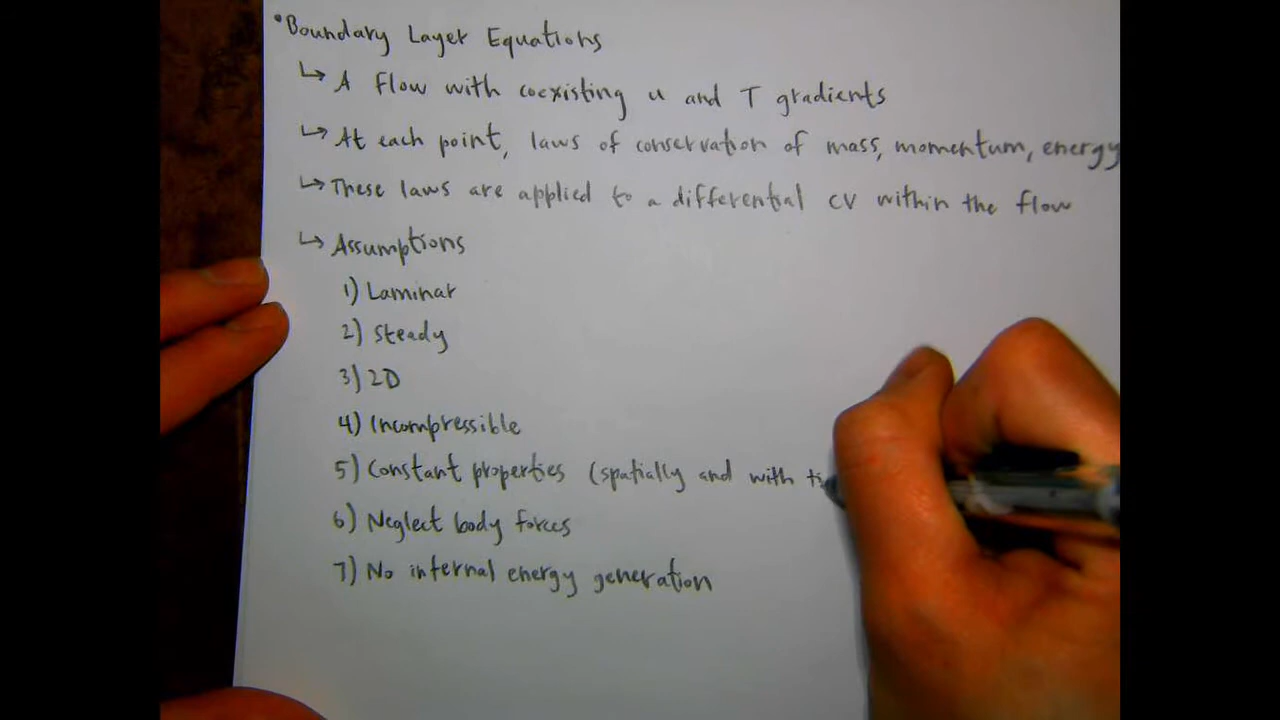 •Boundary Layer Equations
↳ A flow with coexisting u and T gradients
↳ At each point, laws of conservation of mass, momentum, energy
↳ These laws are applied to a differential CV within the flow
↳ Assumptions
1) Laminar
2) Steady
3) 2D
4) Incompressible
5) Constant properties (spatially and with ti
6) Neglect body forces
7) No internal energy generation